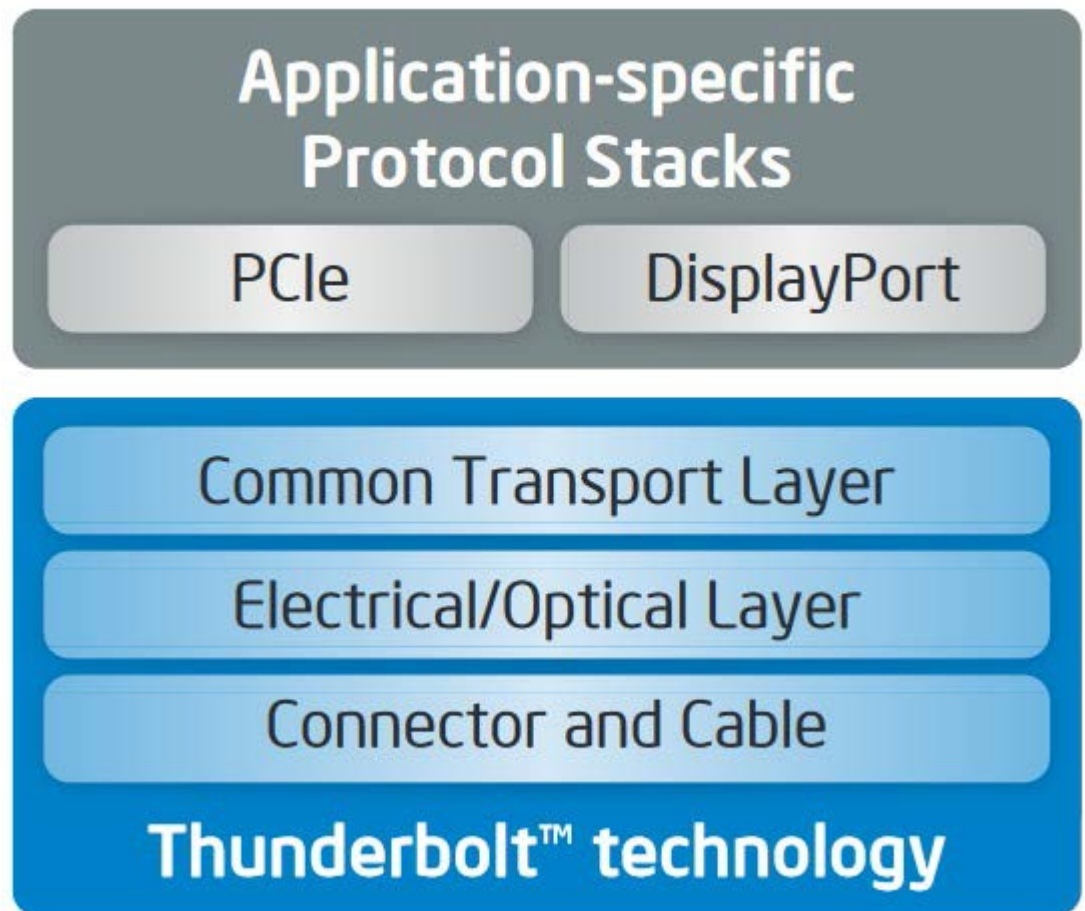 Application-specific
Protocol Stacks
PCIe
DisplayPort
Common Transport Layer
Electrical/Optical Layer
Connector and Cable
Thunderbolt™ technology